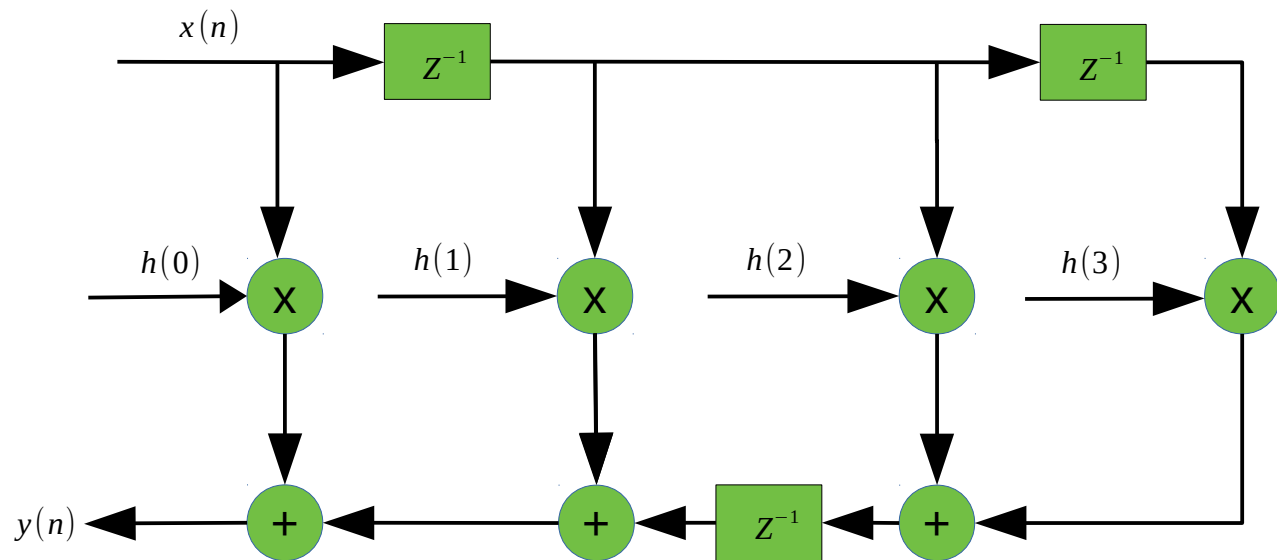 x(n)
Z⁻¹
Z⁻¹
h(0)
h(1)
h(2)
h(3)
X
X
X
X
y(n)
+
+
Z⁻¹
+